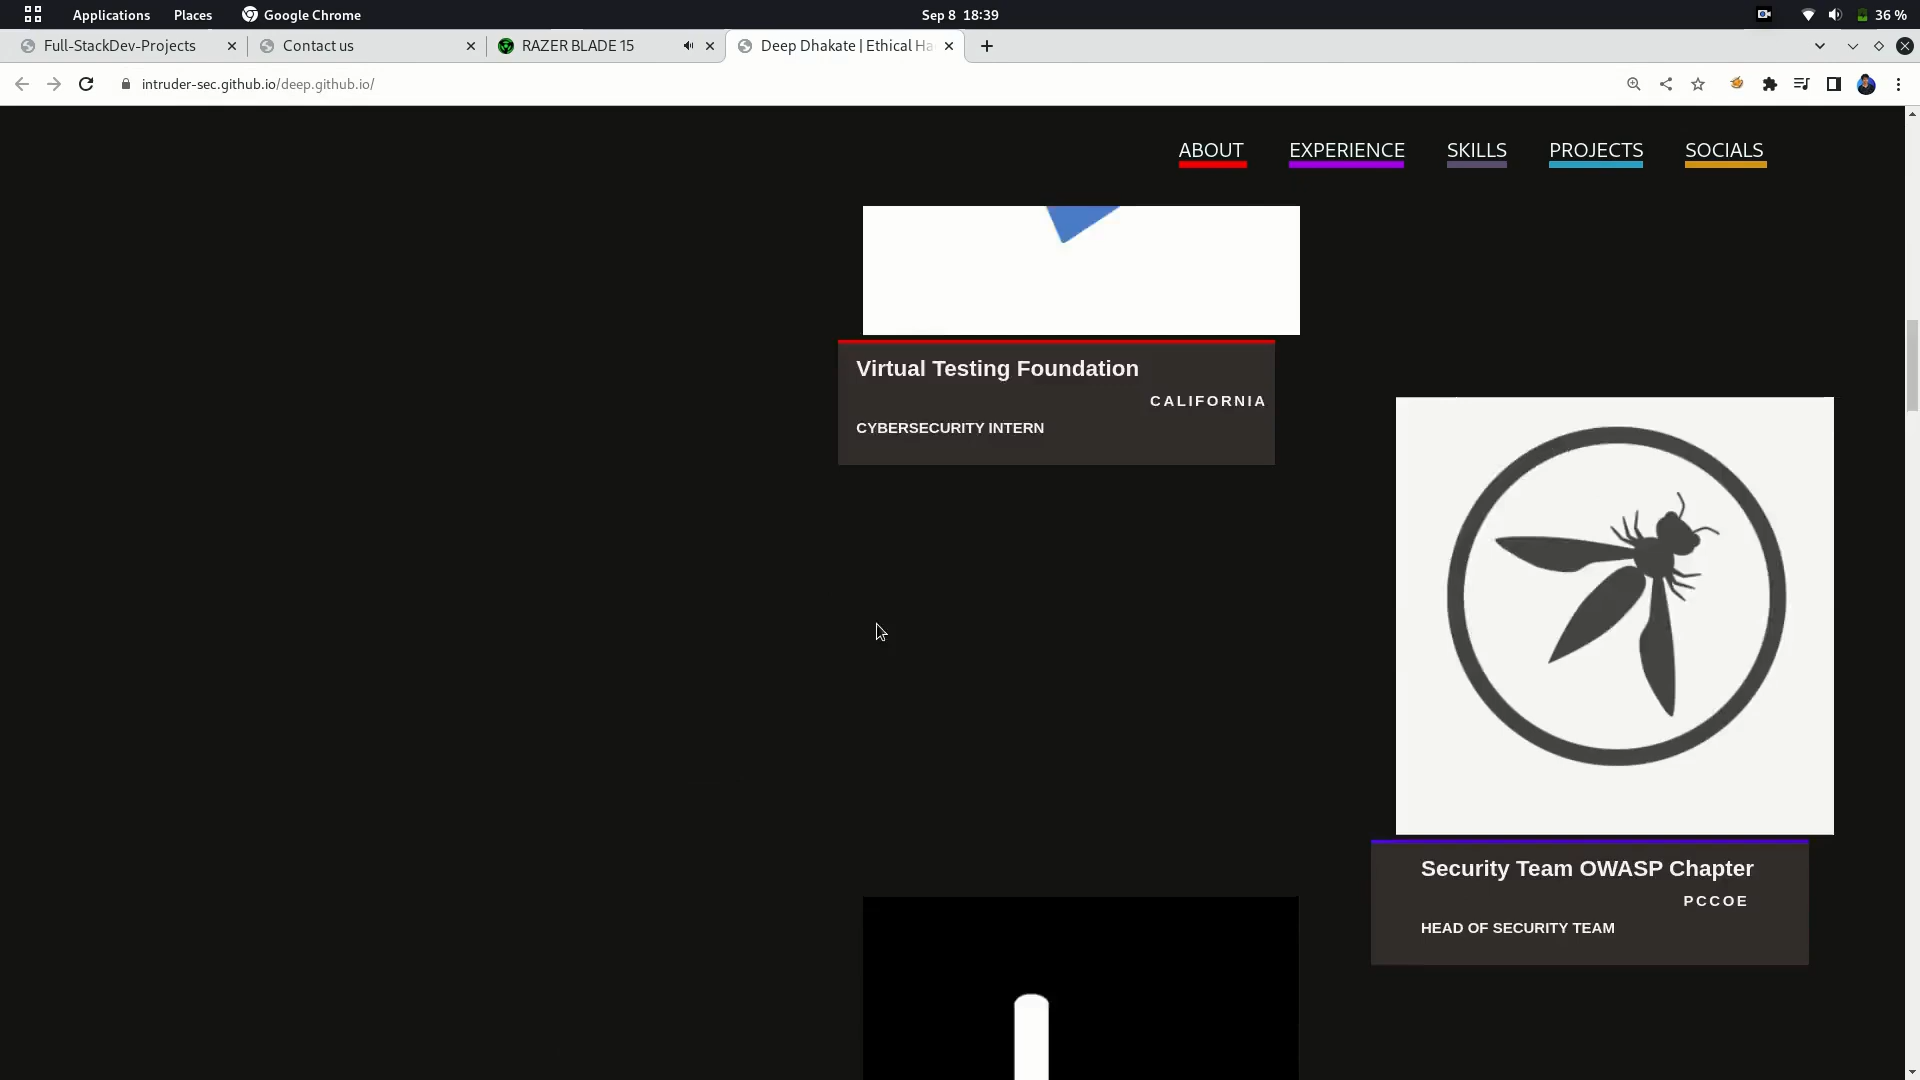 Applications Places Google Chrome Sep 8 18:39 36 %
Full-StackDev-Projects Contact us RAZER BLADE 15 Deep Dhakate | Ethical Ha
intruder-sec.github.io/deep.github.io/
ABOUT EXPERIENCE SKILLS PROJECTS SOCIALS
Virtual Testing Foundation
CALIFORNIA
CYBERSECURITY INTERN
Security Team OWASP Chapter
PCCOE
HEAD OF SECURITY TEAM